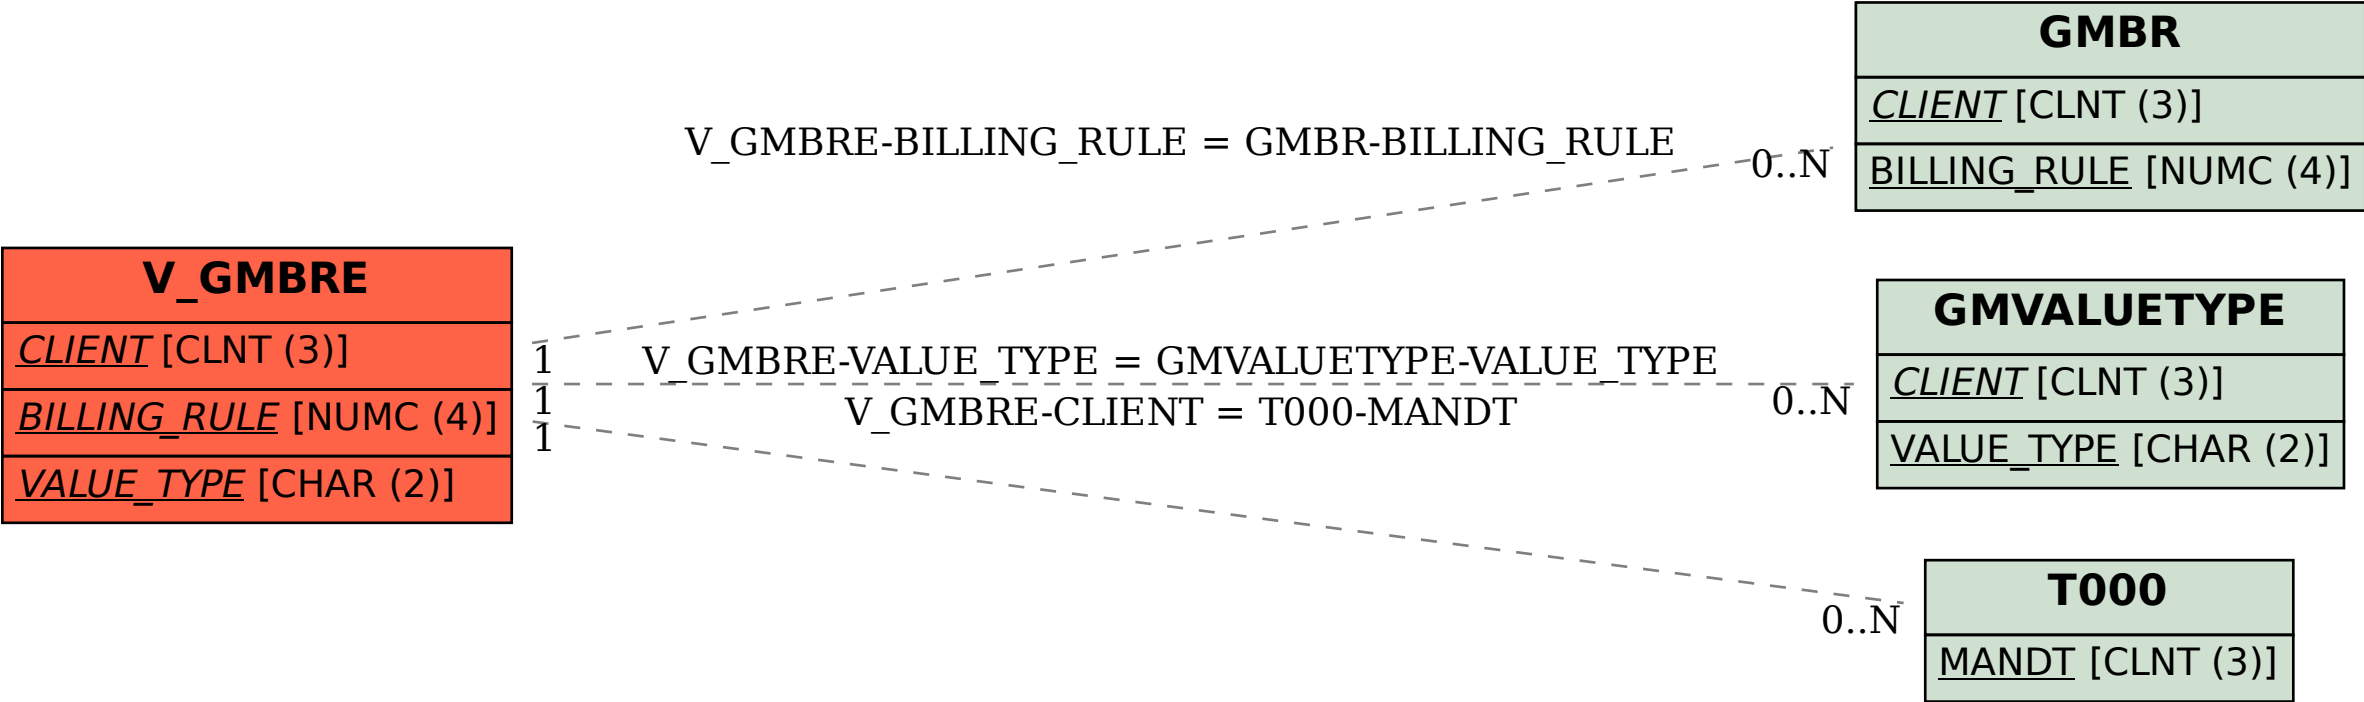 GMBR
CLIENT [CLNT (3)]
BILLING_RULE [NUMC (4)]
V_GMBRE-BILLING_RULE = GMBR-BILLING_RULE
0..N
V_GMBRE
CLIENT [CLNT (3)]
BILLING_RULE [NUMC (4)]
VALUE_TYPE [CHAR (2)]
1
1
1
V_GMBRE-VALUE_TYPE = GMVALUETYPE-VALUE_TYPE
0..N
V_GMBRE-CLIENT = T000-MANDT
GMVALUETYPE
CLIENT [CLNT (3)]
VALUE_TYPE [CHAR (2)]
0..N
T000
MANDT [CLNT (3)]